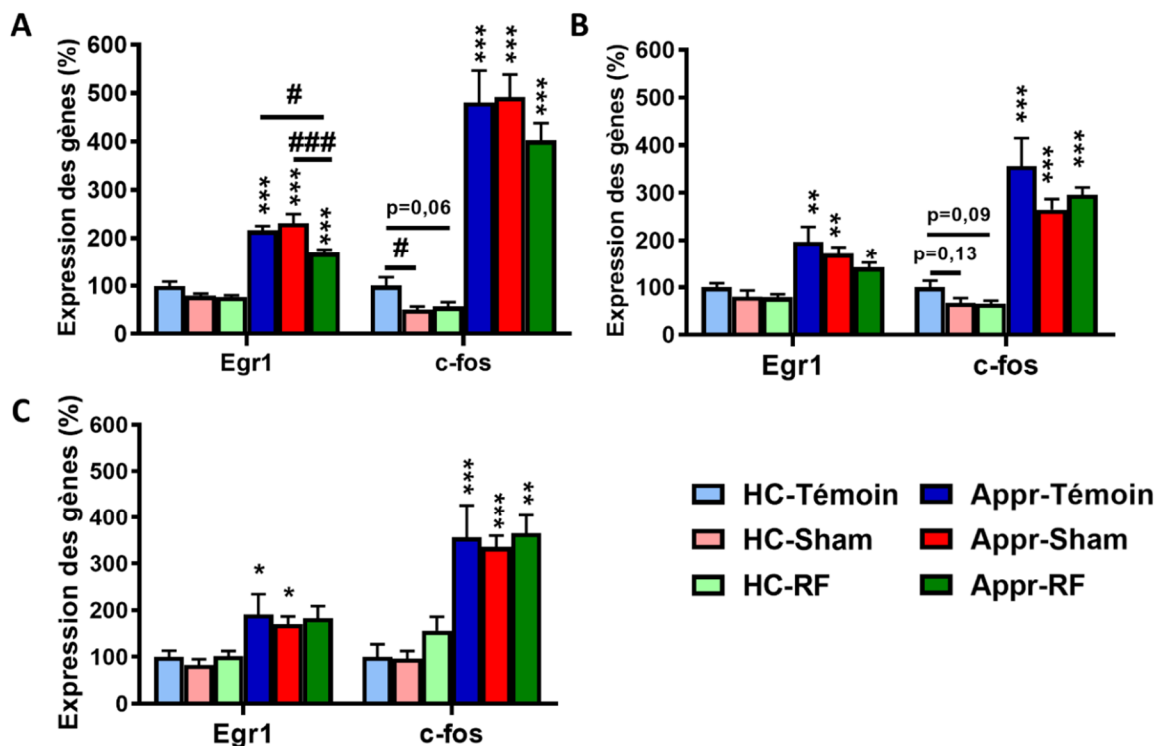 A
Expression des gènes (%)
600
500
400
300
200
100
0
#
###
***
***
***
p=0,06
#
***
***
***
Egr1
c-fos
B
Expression des gènes (%)
600
500
400
300
200
100
0
**
**
*
p=0,09
p=0,13
***
***
***
Egr1
c-fos
C
Expression des gènes (%)
600
500
400
300
200
100
0
*
*
***
***
**
Egr1
c-fos
HC-Témoin
HC-Sham
HC-RF
Appr-Témoin
Appr-Sham
Appr-RF